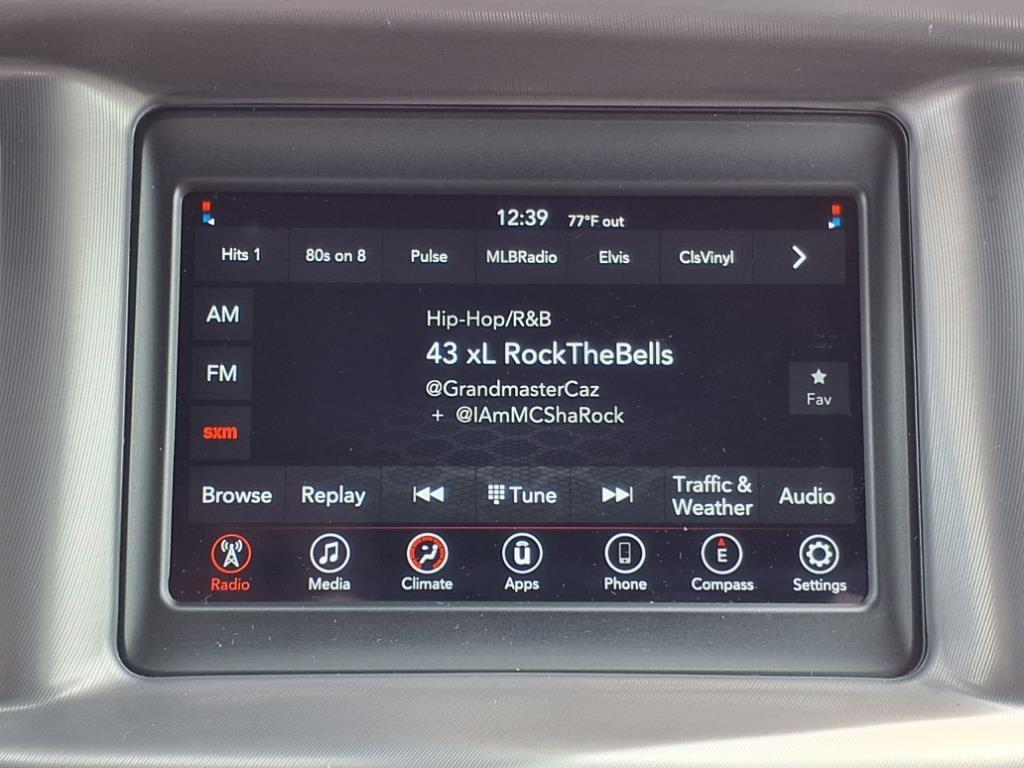 12:39 77°F out
Hits 1 80s on 8 Pulse MLBRadio Elvis ClsVinyl
AM
Hip-Hop/R&B
43 xL RockTheBells
FM
@GrandmasterCaz
Fav
+ @IAmMCShaRock
sxm
Browse Replay Tune Traffic &
Weather Audio
E
Radio Media Climate Apps Phone Compass Settings